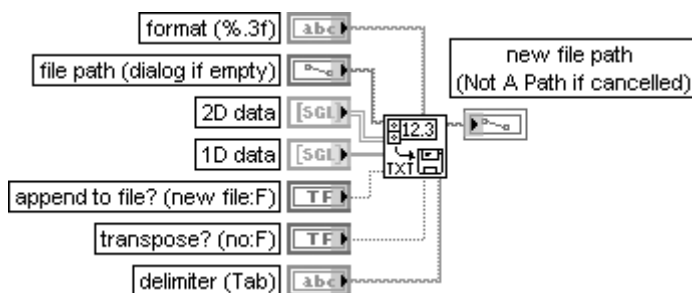 format (%.3f)
abc
file path (dialog if empty)
2D data
[SGL]
1D data
[SGL]
append to file? (new file:F)
TF
transpose? (no:F)
TF
delimiter (Tab)
abc
12.3
TXT
new file path
(Not A Path if cancelled)